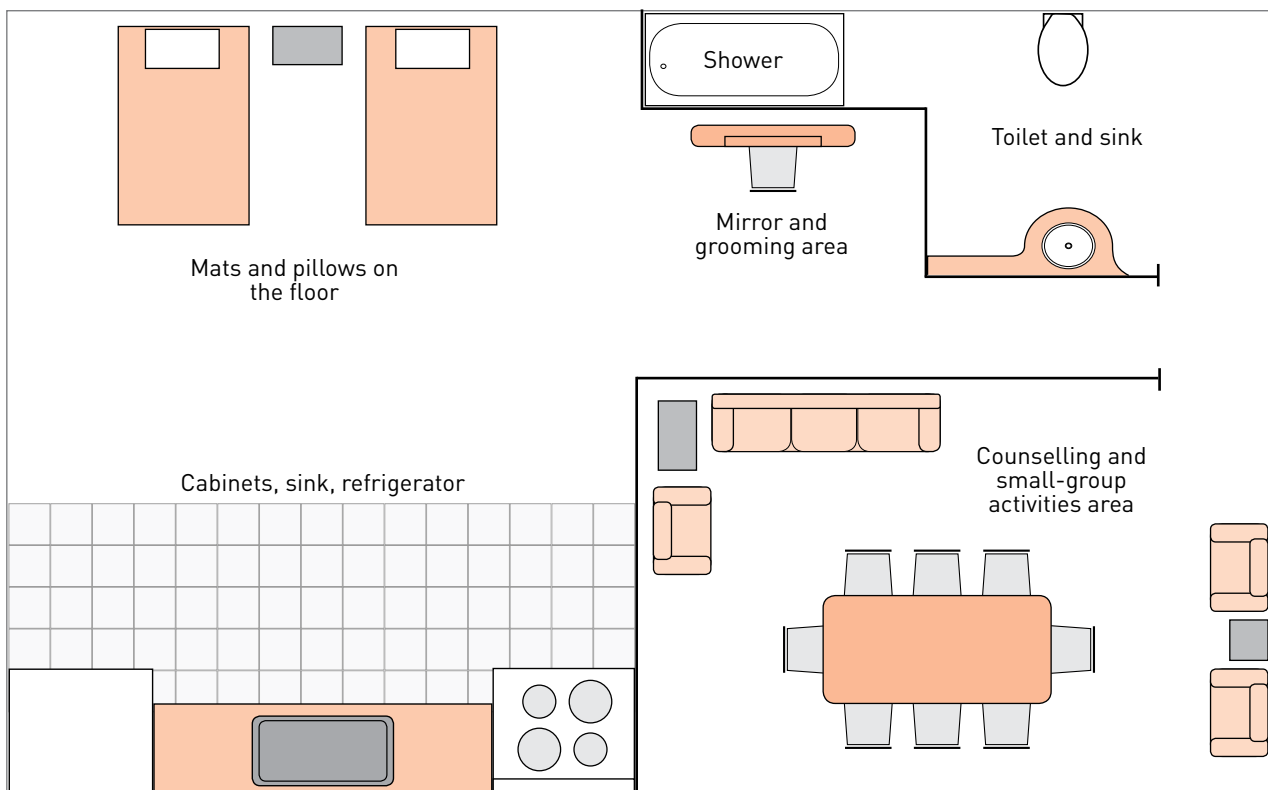 Shower
Toilet and sink
Mirror and
grooming area
Mats and pillows on
the floor
Counselling and
small-group
activities area
Cabinets, sink, refrigerator